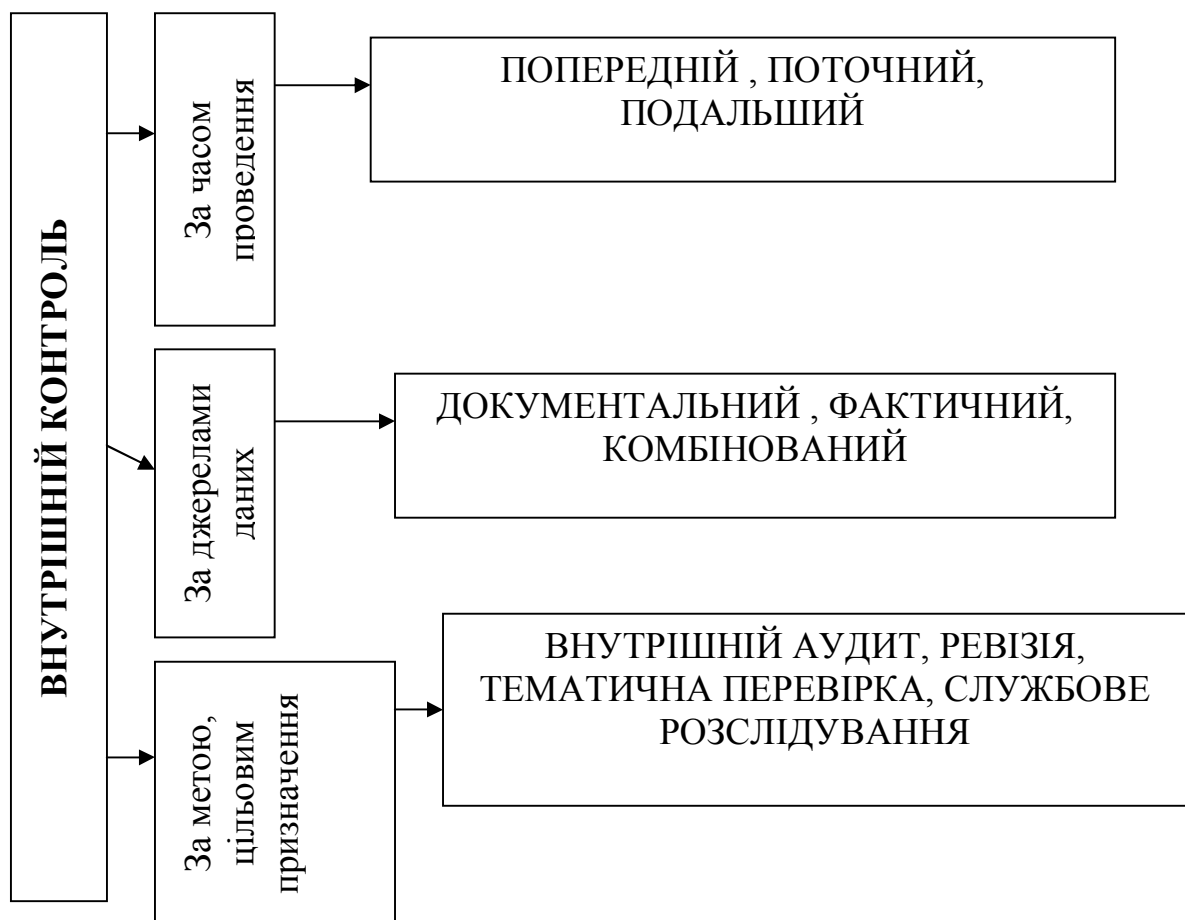 ВНУТРІШНІЙ КОНТРОЛЬ
За часом
проведення
ПОПЕРЕДНІЙ , ПОТОЧНИЙ,
ПОДАЛЬШИЙ
За джерелами
даних
ДОКУМЕНТАЛЬНИЙ , ФАКТИЧНИЙ,
КОМБІНОВАНИЙ
За метою,
цільовим
призначення
ВНУТРІШНІЙ АУДИТ, РЕВІЗІЯ,
ТЕМАТИЧНА ПЕРЕВІРКА, СЛУЖБОВЕ
РОЗСЛІДУВАННЯ